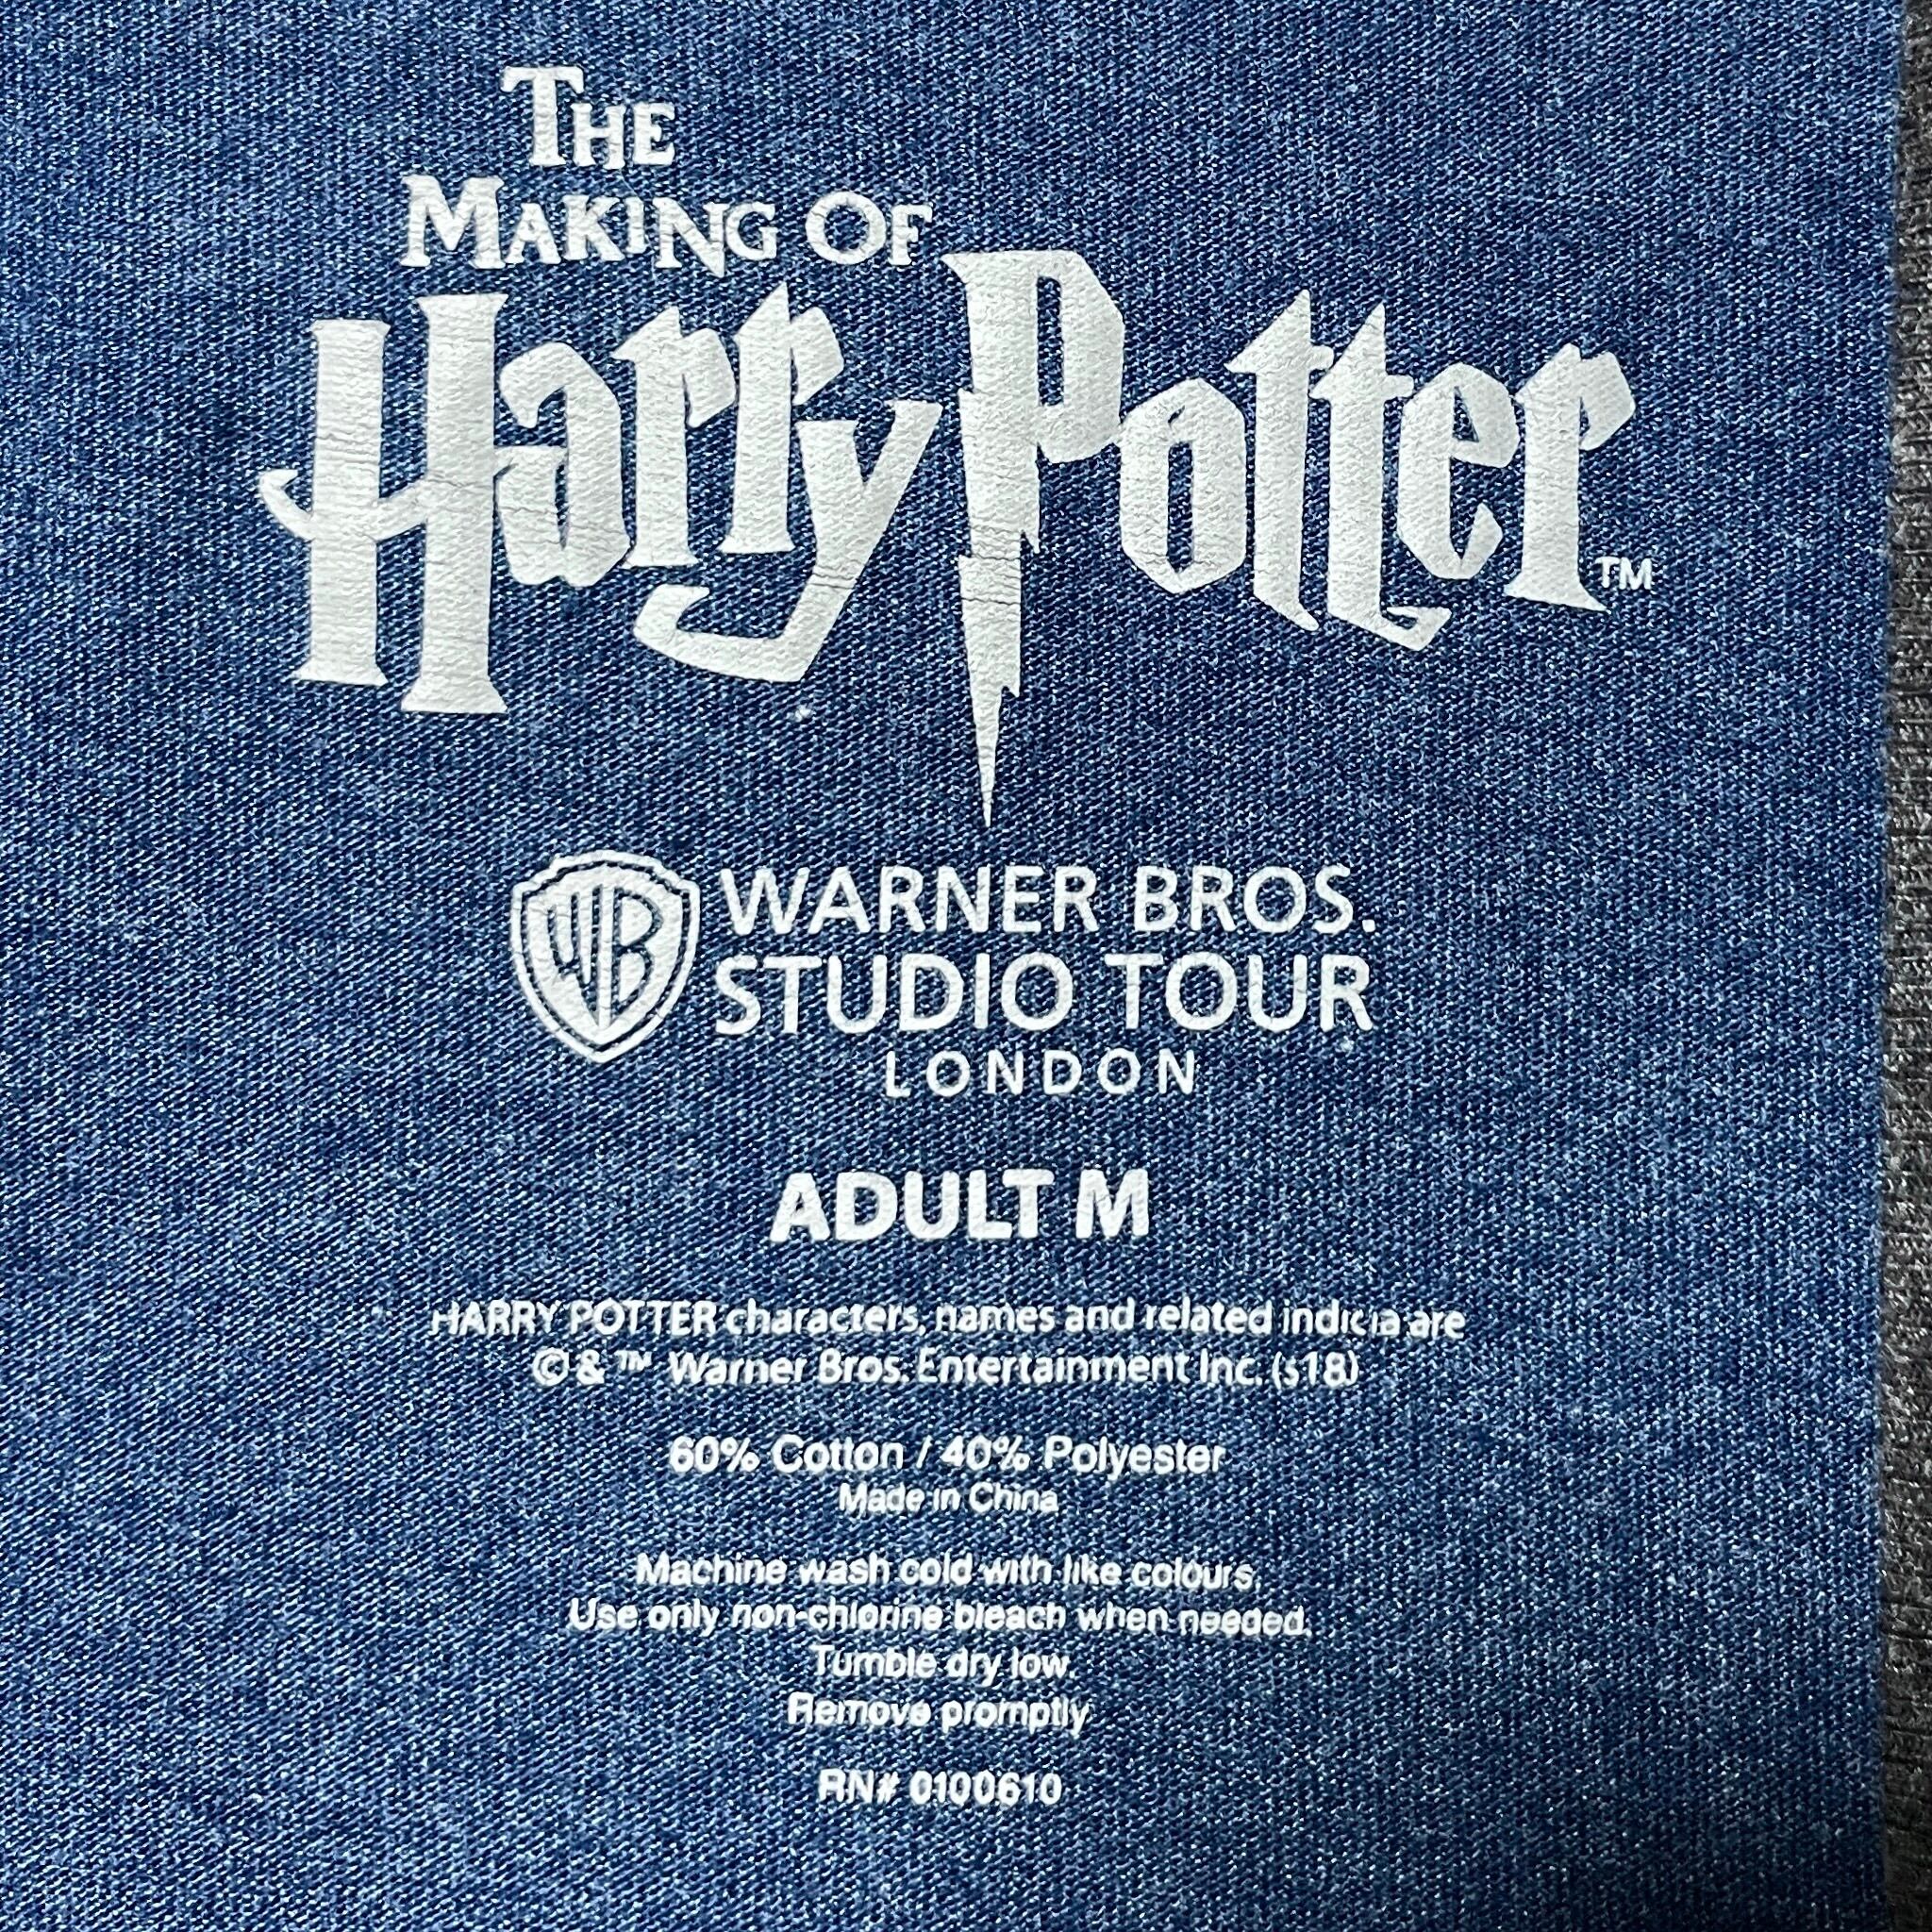 THE
MAKING OF
Harry Potter™
WB WARNER BROS.
STUDIO TOUR
LONDON
ADULT M
HARRY POTTER characters, names and related indicia are
© & ™ Warner Bros. Entertainment Inc. (s18)
60% Cotton / 40% Polyester
Made in China
Machine wash cold with like colours.
Use only non-chlorine bleach when needed.
Tumble dry low.
Remove promptly
RN# 0100610